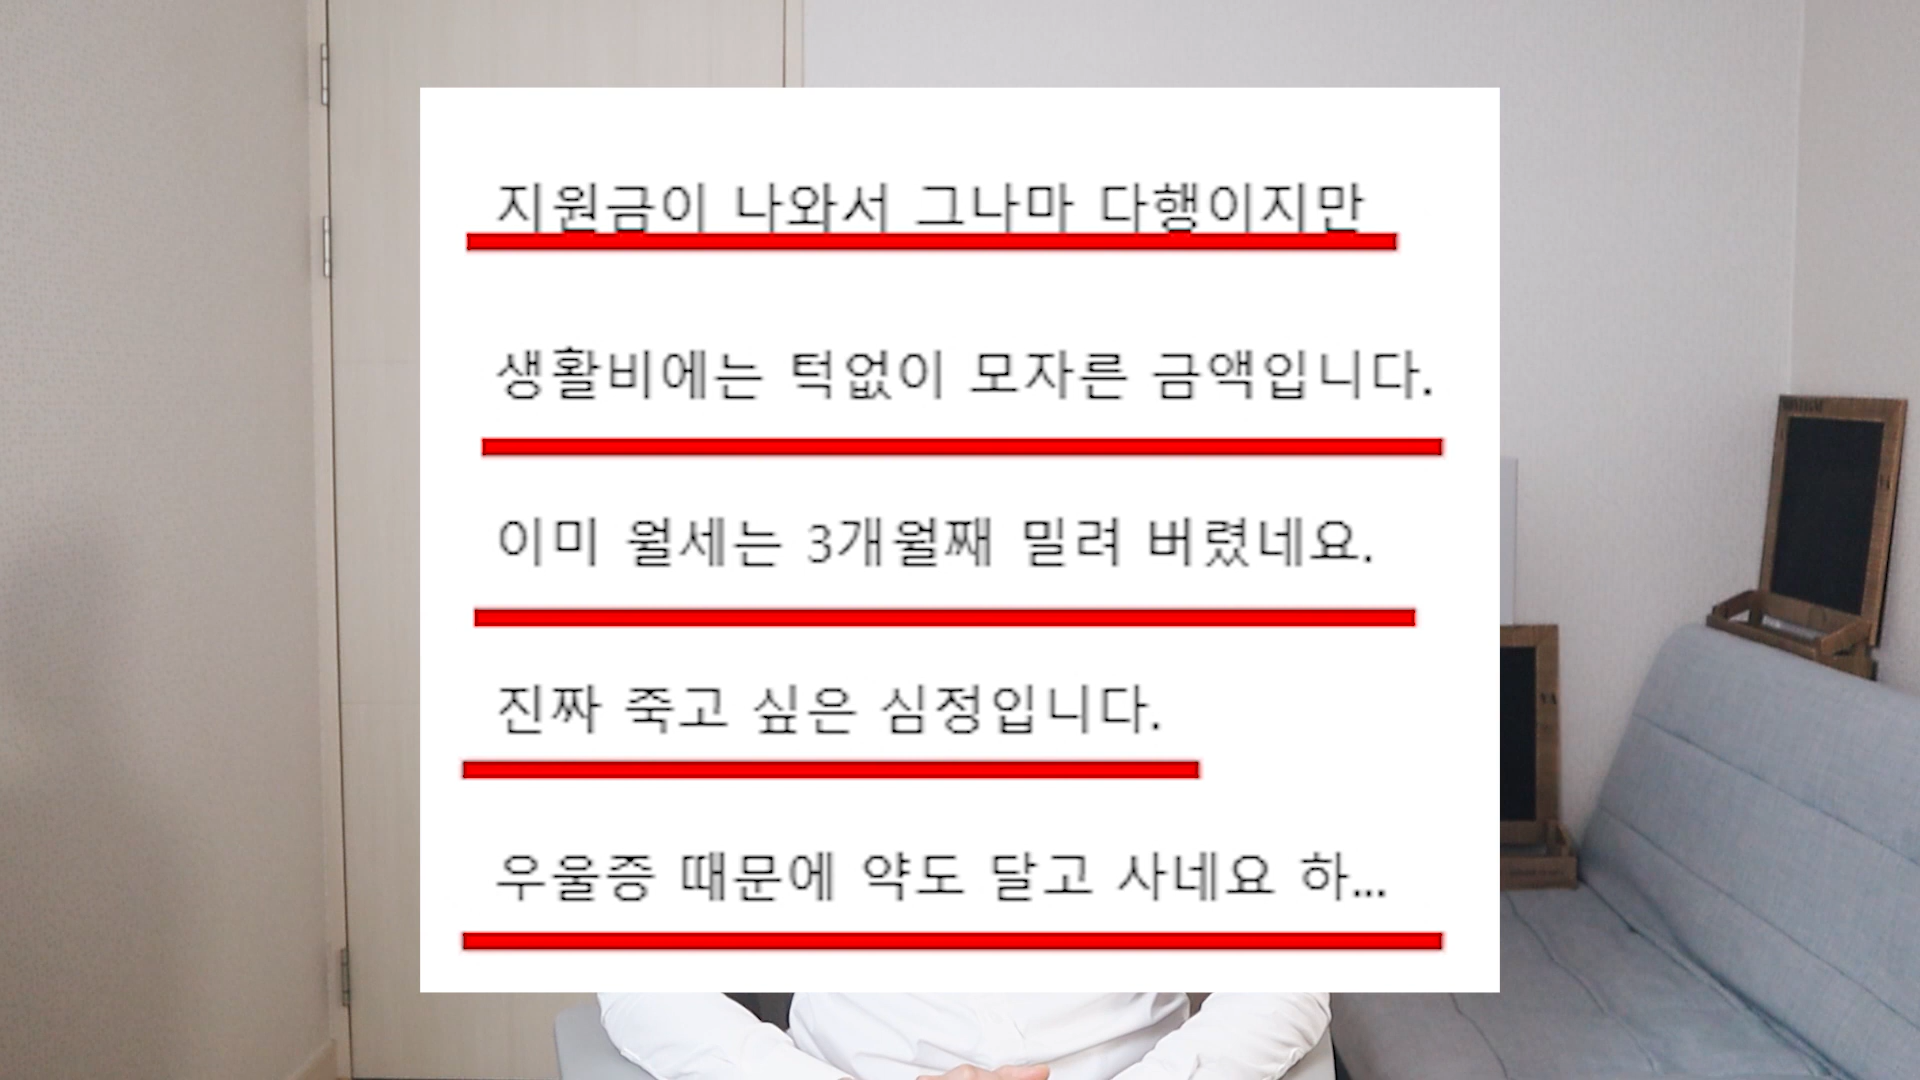 지원금이 나와서 그나마 다행이지만
생활비에는 턱없이 모자른 금액입니다.
이미 월세는 3개월째 밀려 버렸네요.
진짜 죽고 싶은 심정입니다.
우울증 때문에 약도 달고 사네요 하...